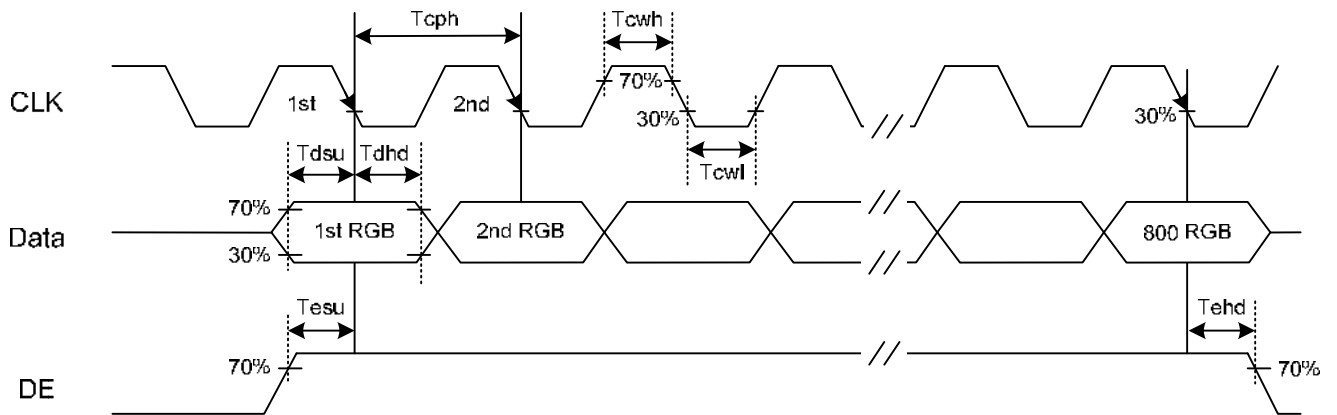 Tcph
Tcwh
CLK
1st
2nd
70%
30%
30%
Tcwl
Tdsu
Tdhd
Data
70%
30%
1st RGB
2nd RGB
800 RGB
Tesu
Tehd
70%
70%
DE